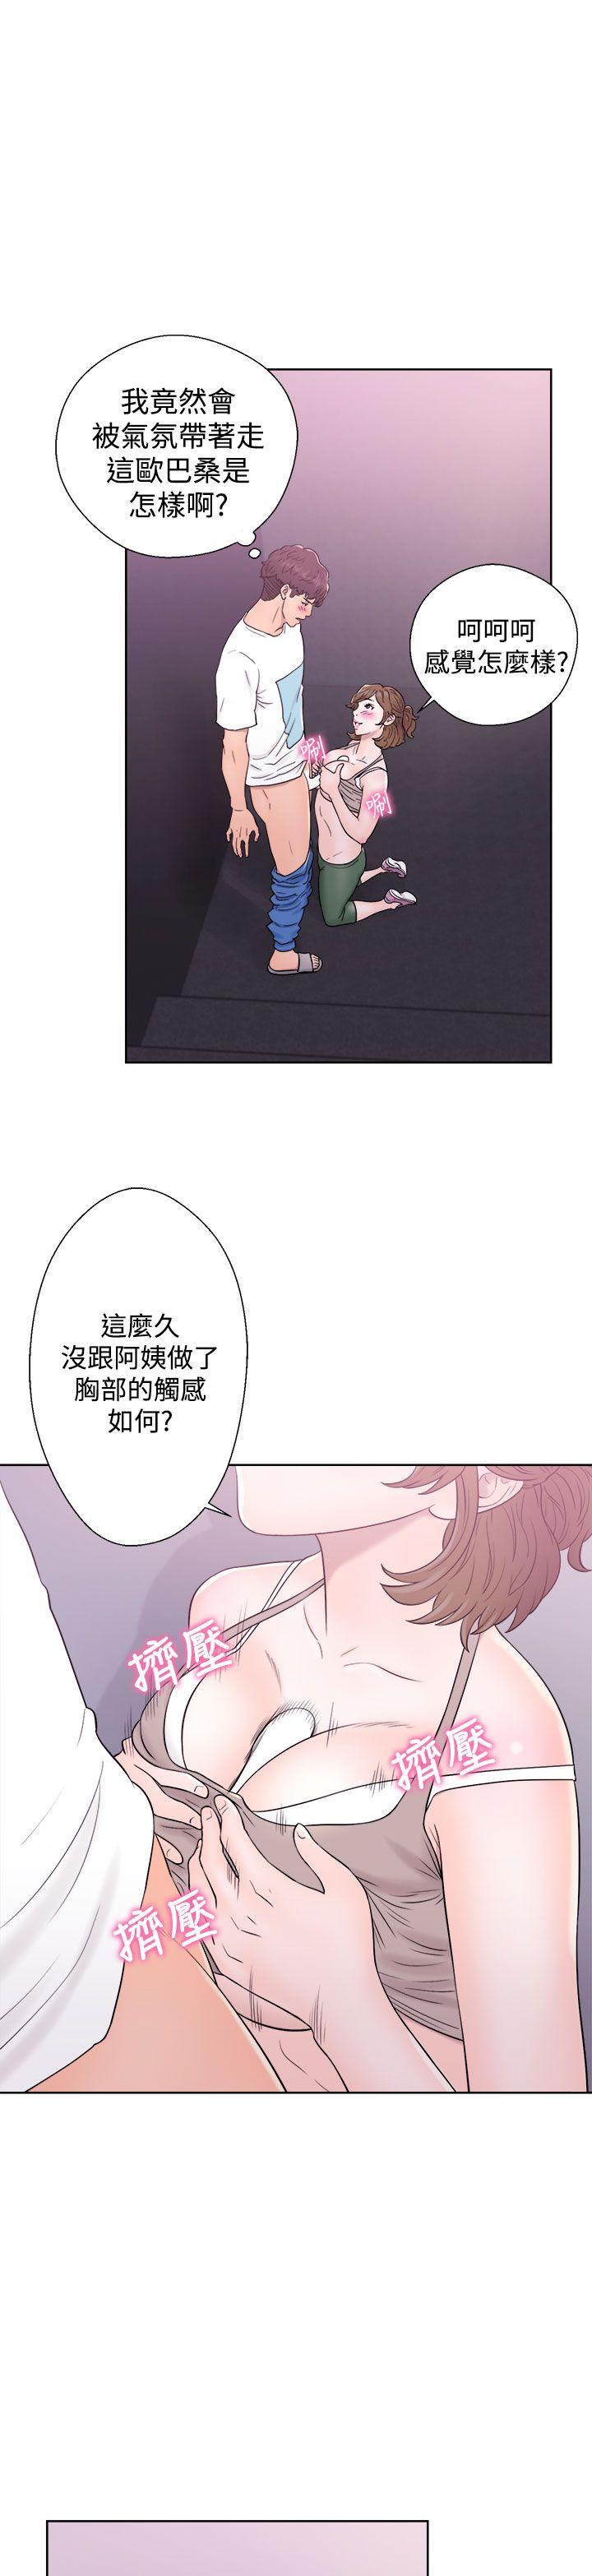 我竟然會
被氣氛帶著走
這歐巴桑是
怎樣啊?
呵呵呵
感覺怎麼樣?
唰
唰
這麼久
沒跟阿姨做了
胸部的觸感
如何?
擠壓
擠壓
擠壓